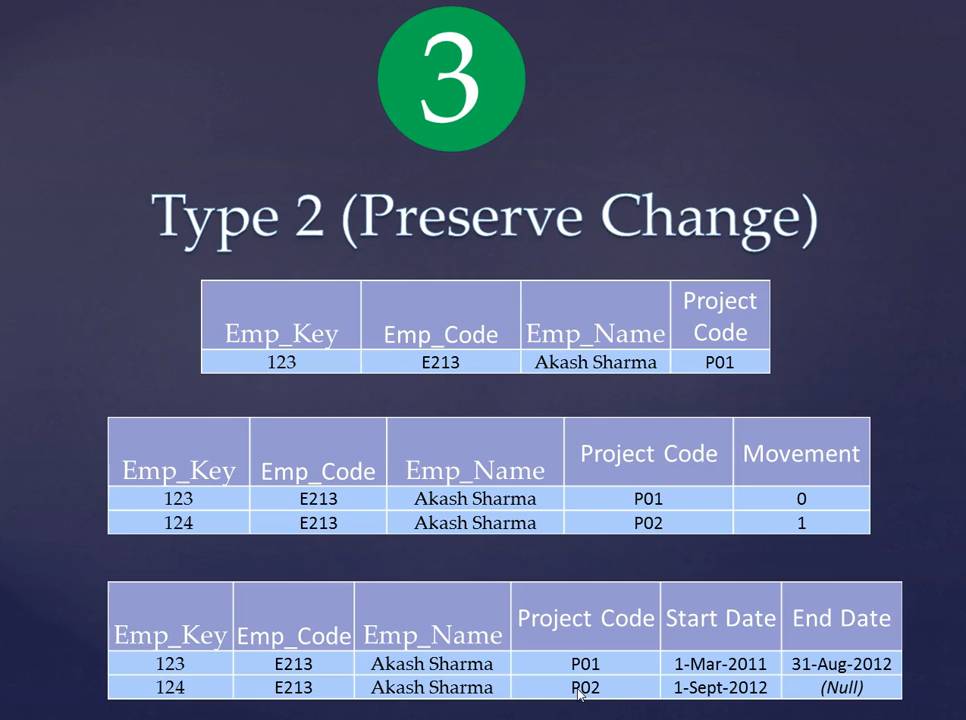 3
Type 2 (Preserve Change)
Emp_Key Emp_Code Emp_Name Project Code
123 E213 Akash Sharma P01
Emp_Key Emp_Code Emp_Name Project Code Movement
123 E213 Akash Sharma P01 0
124 E213 Akash Sharma P02 1
Emp_Key Emp_Code Emp_Name Project Code Start Date End Date
123 E213 Akash Sharma P01 1-Mar-2011 31-Aug-2012
124 E213 Akash Sharma P02 1-Sept-2012 (Null)